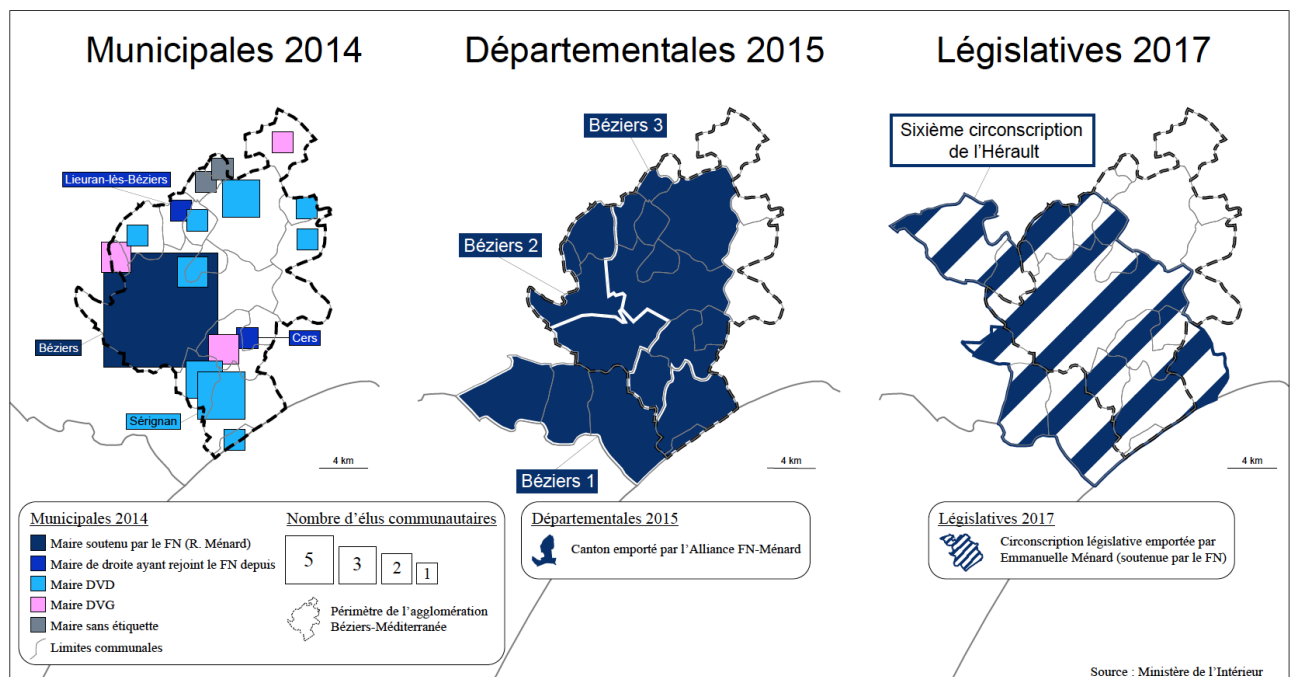 Municipales 2014
Départementales 2015
Législatives 2017
Lieuran-lès-Béziers
Béziers
Cers
Sérignan
4 km
Béziers 3
Béziers 2
Béziers 1
4 km
Sixième circonscription
de l'Hérault
4 km
Municipales 2014
Maire soutenu par le FN (R. Ménard)
Maire de droite ayant rejoint le FN depuis
Maire DVD
Maire DVG
Maire sans étiquette
Limites communales
Nombre d'élus communautaires
5
3
2
1
Périmètre de l'agglomération
Béziers-Méditerranée
Départementales 2015
Canton emporté par l'Alliance FN-Ménard
Législatives 2017
Circonscription législative emportée par
Emmanuelle Ménard (soutenue par le FN)
Source : Ministère de l'Intérieur